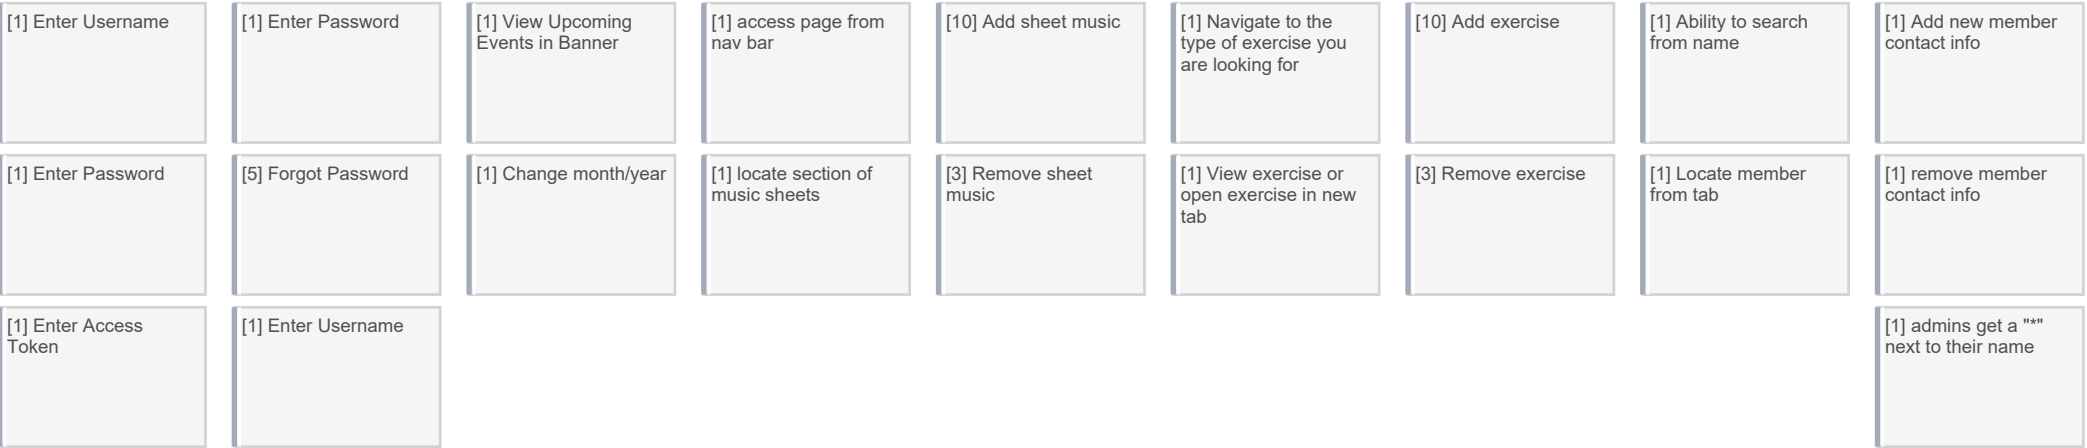 [1] Enter Username
[1] Enter Password
[1] View Upcoming
Events in Banner
[1] access page from
nav bar
[10] Add sheet music
[1] Navigate to the
type of exercise you
are looking for
[10] Add exercise
[1] Ability to search
from name
[1] Add new member
contact info
[1] Enter Password
[5] Forgot Password
[1] Change month/year
[1] locate section of
music sheets
[3] Remove sheet
music
[1] View exercise or
open exercise in new
tab
[3] Remove exercise
[1] Locate member
from tab
[1] remove member
contact info
[1] Enter Access
Token
[1] Enter Username
[1] admins get a "*"
next to their name